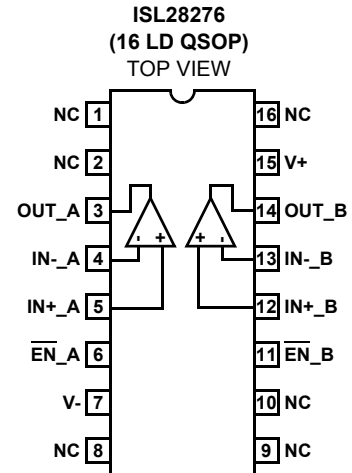 ISL28276
(16 LD QSOP)
TOP VIEW
NC 1 16 NC
NC 2 15 V+
OUT_A 3 14 OUT_B
IN-_A 4 - + + - 13 IN-_B
IN+_A 5 12 IN+_B
E̅N̅_A 6 11 E̅N̅_B
V- 7 10 NC
NC 8 9 NC